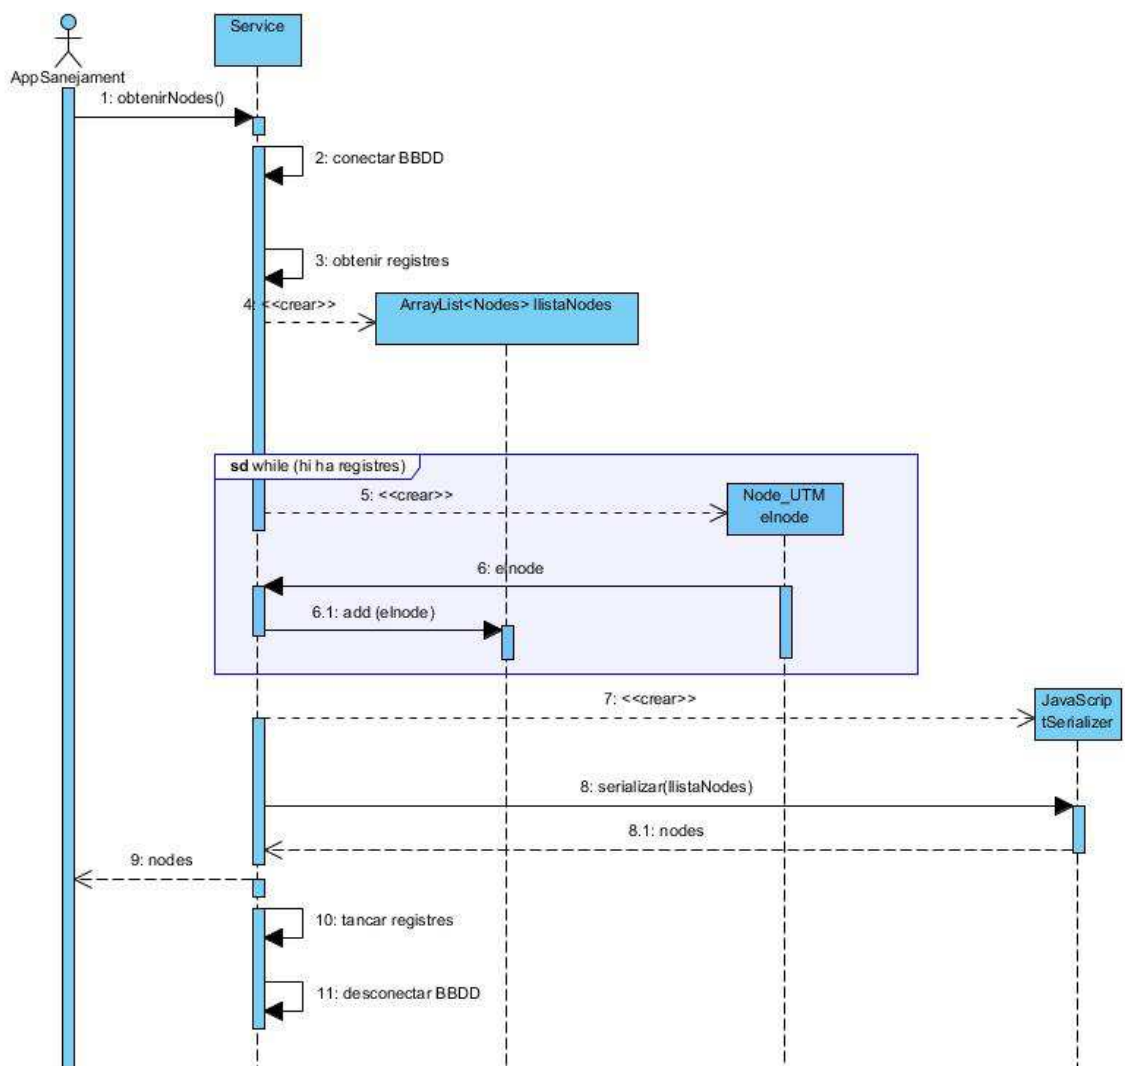 Service
AppSanejament
1: obtenirNodes()
2: conectar BBDD
3: obtenir registres
4: <<crear>>
ArrayList<Nodes> llistaNodes
sd while (hi ha registres)
5: <<crear>>
Node_UTM
elnode
6: elnode
6.1: add (elnode)
7: <<crear>>
JavaScrip
tSerializer
8: serializar(llistaNodes)
8.1: nodes
9: nodes
10: tancar registres
11: desconectar BBDD